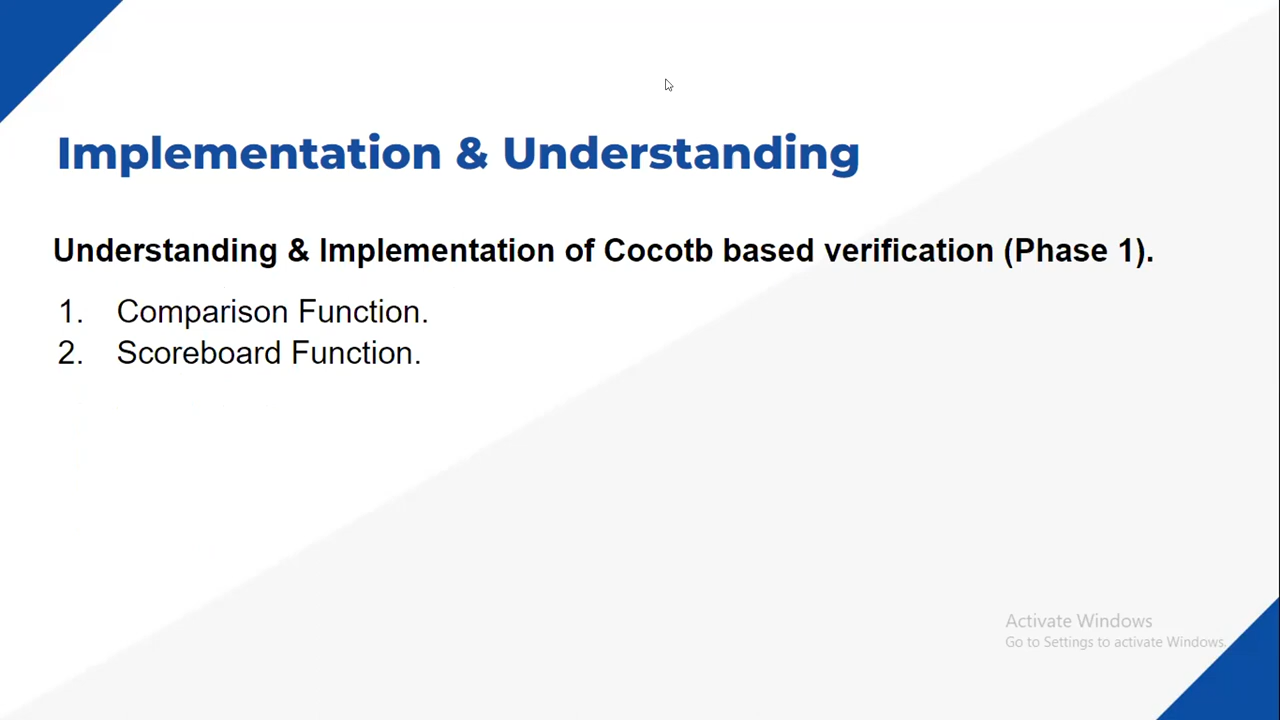 Implementation & Understanding
Understanding & Implementation of Cocotb based verification (Phase 1).
1. Comparison Function.
2. Scoreboard Function.
Activate Windows
Go to Settings to activate Windows.